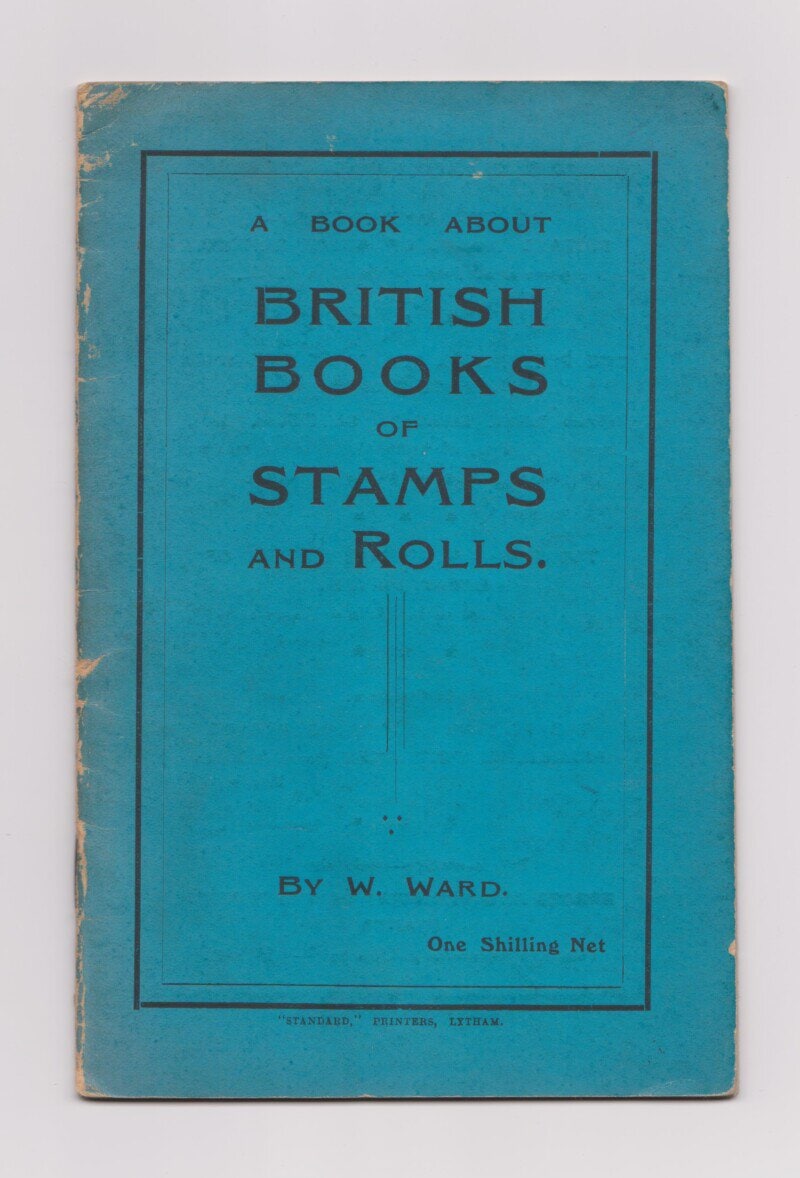 A BOOK ABOUT
BRITISH
BOOKS
OF
STAMPS
AND ROLLS.
BY W. WARD.
One Shilling Net
"STANDARD," PRINTERS, LYTHAM.